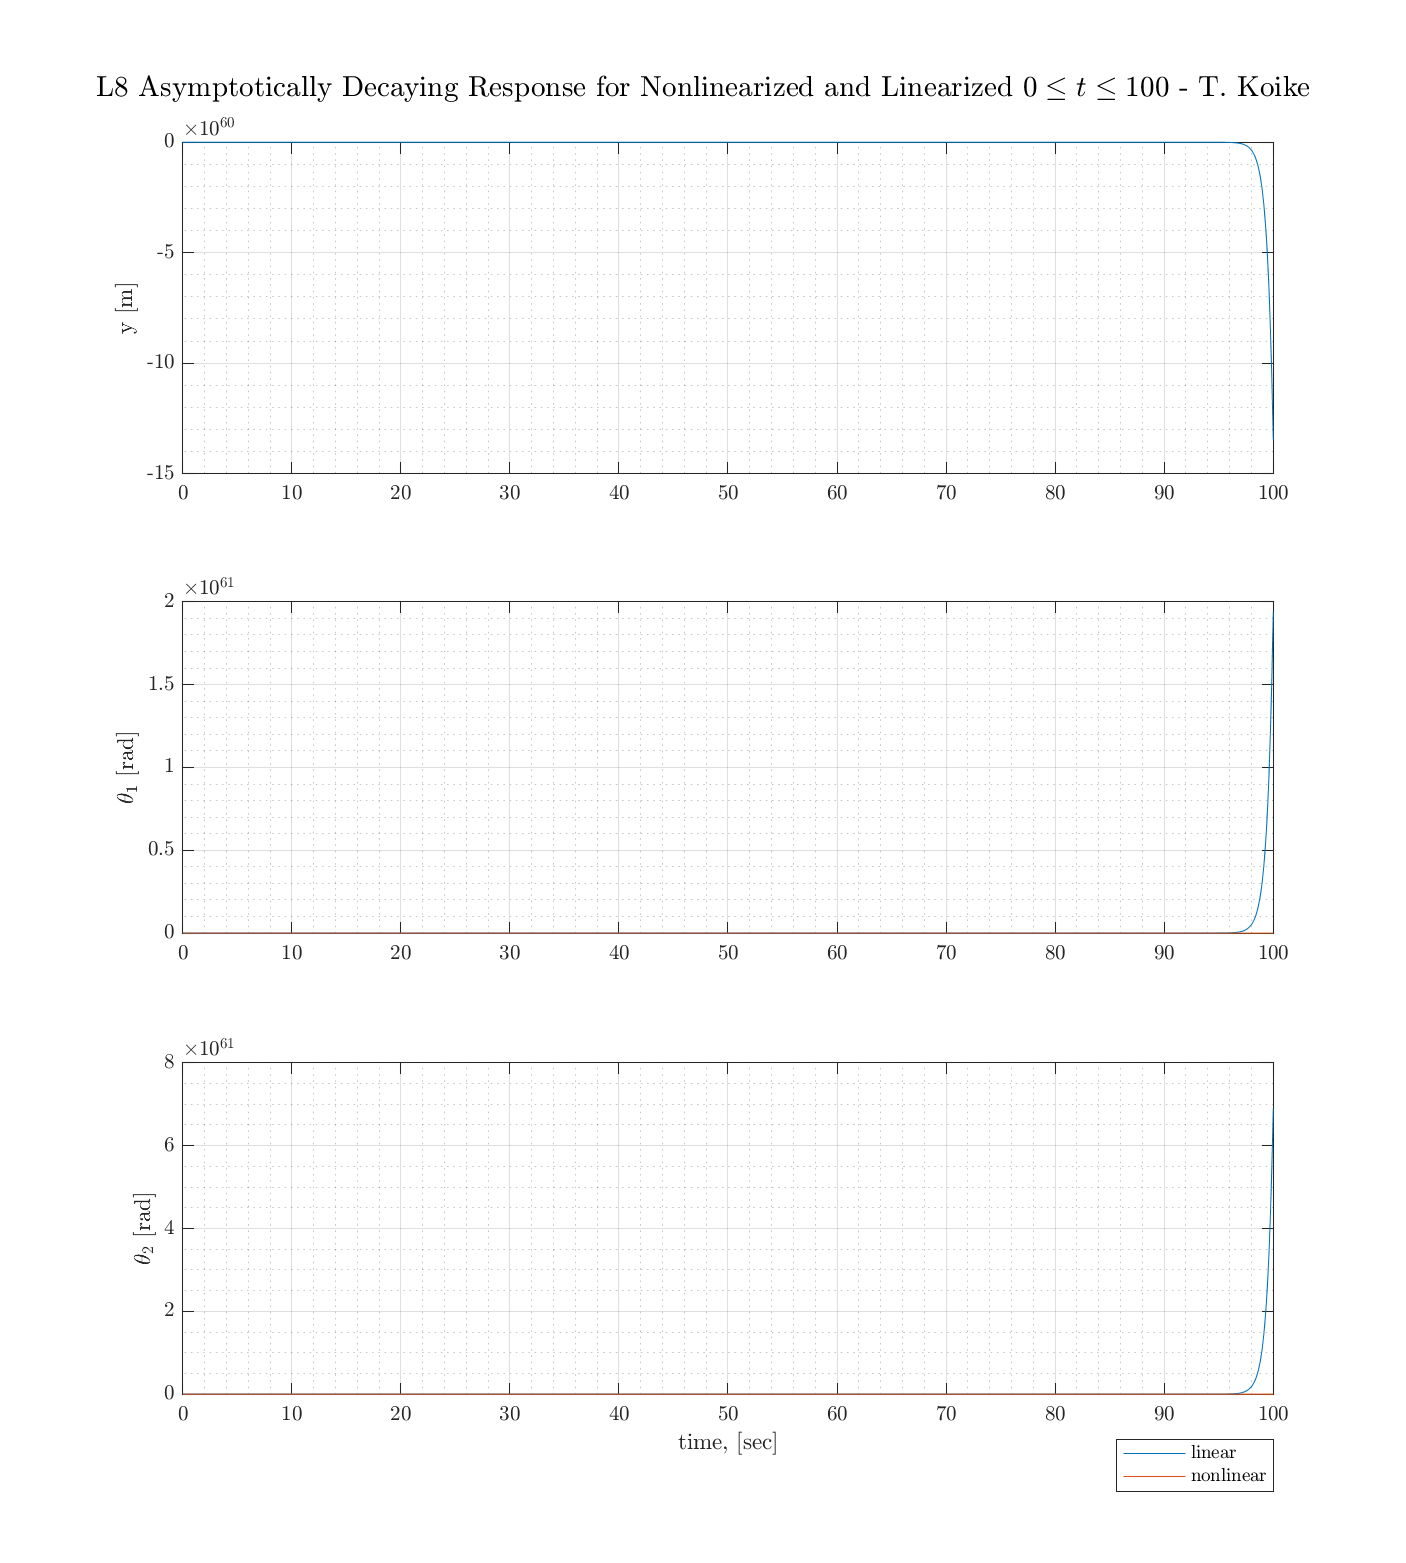 L8 Asymptotically Decaying Response for Nonlinearized and Linearized 0 ≤ t ≤ 100 - T. Koike
×10^60
0
-5
-10
-15
y [m]
0 10 20 30 40 50 60 70 80 90 100
×10^61
2
1.5
1
0.5
0
θ₁ [rad]
0 10 20 30 40 50 60 70 80 90 100
×10^61
8
6
4
2
0
θ₂ [rad]
0 10 20 30 40 50 60 70 80 90 100
time, [sec]
linear
nonlinear